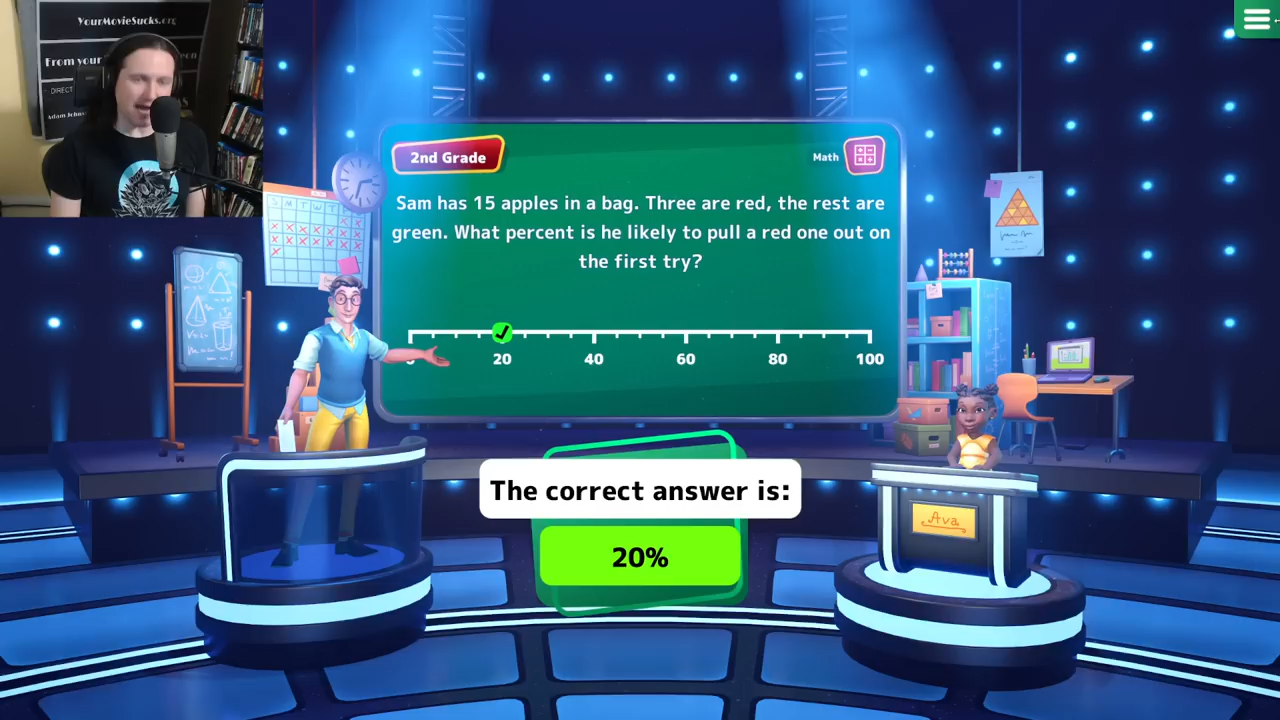 YourMovieSucks.org
From your
DIRECT
Adam Johns
2nd Grade
Math
Sam has 15 apples in a bag. Three are red, the rest are
green. What percent is he likely to pull a red one out on
the first try?
20 40 60 80 100
S M T W T
The correct answer is:
20%
Ava